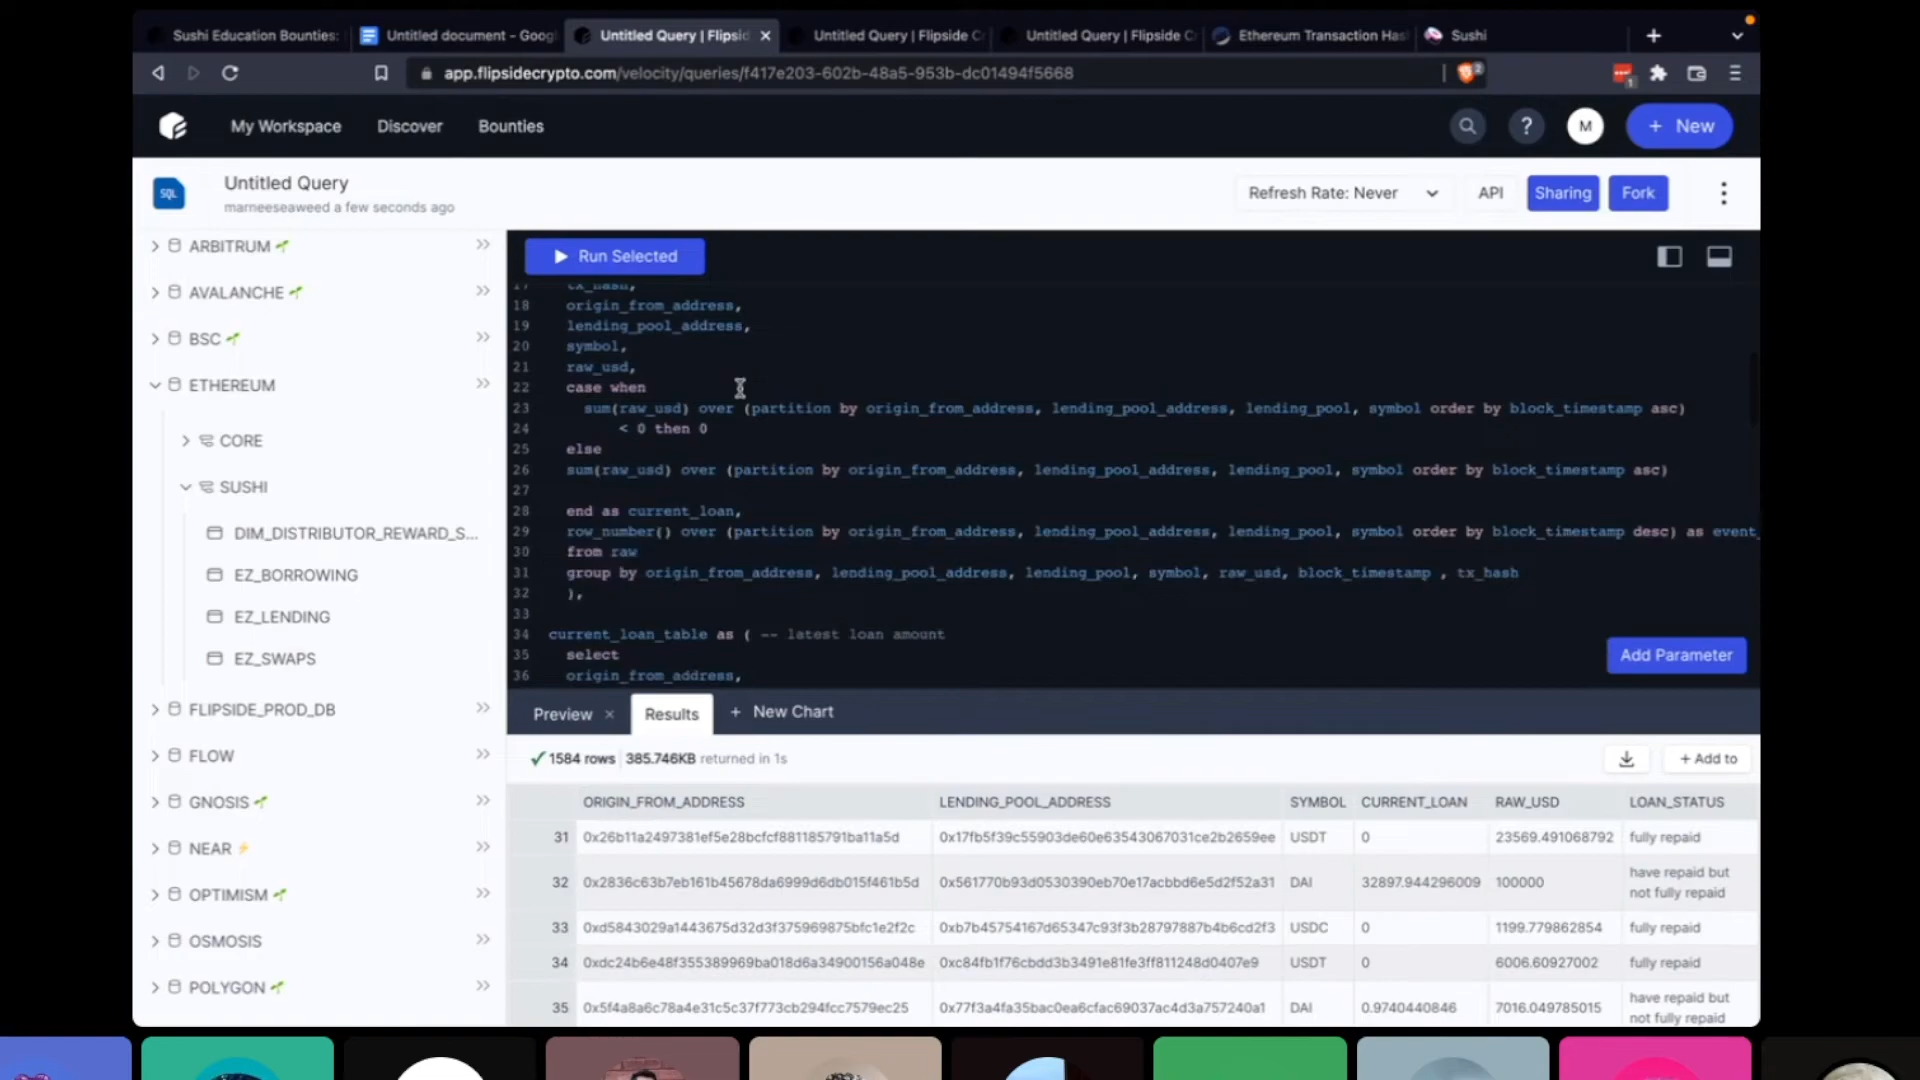 Sushi Education Bounties:
Untitled document - Goog
Untitled Query | Flipsid
Untitled Query | Flipside C
Untitled Query | Flipside C
Ethereum Transaction Has
Sushi
app.flipsidecrypto.com/velocity/queries/f417e203-602b-48a5-953b-dc01494f5668
2
1
My Workspace
Discover
Bounties
?
M
+ New
SQL
Untitled Query
marneeseaweed a few seconds ago
Refresh Rate: Never
API
Sharing
Fork
ARBITRUM
AVALANCHE
BSC
ETHEREUM
CORE
SUSHI
DIM_DISTRIBUTOR_REWARD_S...
EZ_BORROWING
EZ_LENDING
EZ_SWAPS
FLIPSIDE_PROD_DB
FLOW
GNOSIS
NEAR
OPTIMISM
OSMOSIS
POLYGON
Run Selected
17 tx_hash,
18 origin_from_address,
19 lending_pool_address,
20 symbol,
21 raw_usd,
22 case when
23 sum(raw_usd) over (partition by origin_from_address, lending_pool_address, lending_pool, symbol order by block_timestamp asc)
24 < 0 then 0
25 else
26 sum(raw_usd) over (partition by origin_from_address, lending_pool_address, lending_pool, symbol order by block_timestamp asc)
27
28 end as current_loan,
29 row_number() over (partition by origin_from_address, lending_pool_address, lending_pool, symbol order by block_timestamp desc) as event_
30 from raw
31 group by origin_from_address, lending_pool_address, lending_pool, symbol, raw_usd, block_timestamp , tx_hash
32 ),
33
34 current_loan_table as ( -- latest loan amount
35 select
36 origin_from_address,
Add Parameter
Preview ×
Results
+ New Chart
1584 rows | 385.746KB returned in 1s
+ Add to
ORIGIN_FROM_ADDRESS LENDING_POOL_ADDRESS SYMBOL CURRENT_LOAN RAW_USD LOAN_STATUS
31 0x26b11a2497381ef5e28bcfcf881185791ba11a5d 0x17fb5f39c55903de60e63543067031ce2b2659ee USDT 0 23569.491068792 fully repaid
32 0x2836c63b7eb161b45678da6999d6db015f461b5d 0x561770b93d0530390eb70e17acbbd6e5d2f52a31 DAI 32897.944296009 100000 have repaid but not fully repaid
33 0xd5843029a1443675d32d3f375969875bfc1e2f2c 0xb7b45754167d65347c93f3b28797887b4b6cd2f3 USDC 0 1199.779862854 fully repaid
34 0xdc24b6e48f355389969ba018d6a34900156a048e 0xc84fb1f76cbdd3b3491e81fe3ff811248d0407e9 USDT 0 6006.60927002 fully repaid
35 0x5f4a8a6c78a4e31c5c37f773cb294fcc7579ec25 0x77f3a4fa35bac0ea6cfac69037ac4d3a757240a1 DAI 0.9740440846 7016.049785015 have repaid but not fully repaid